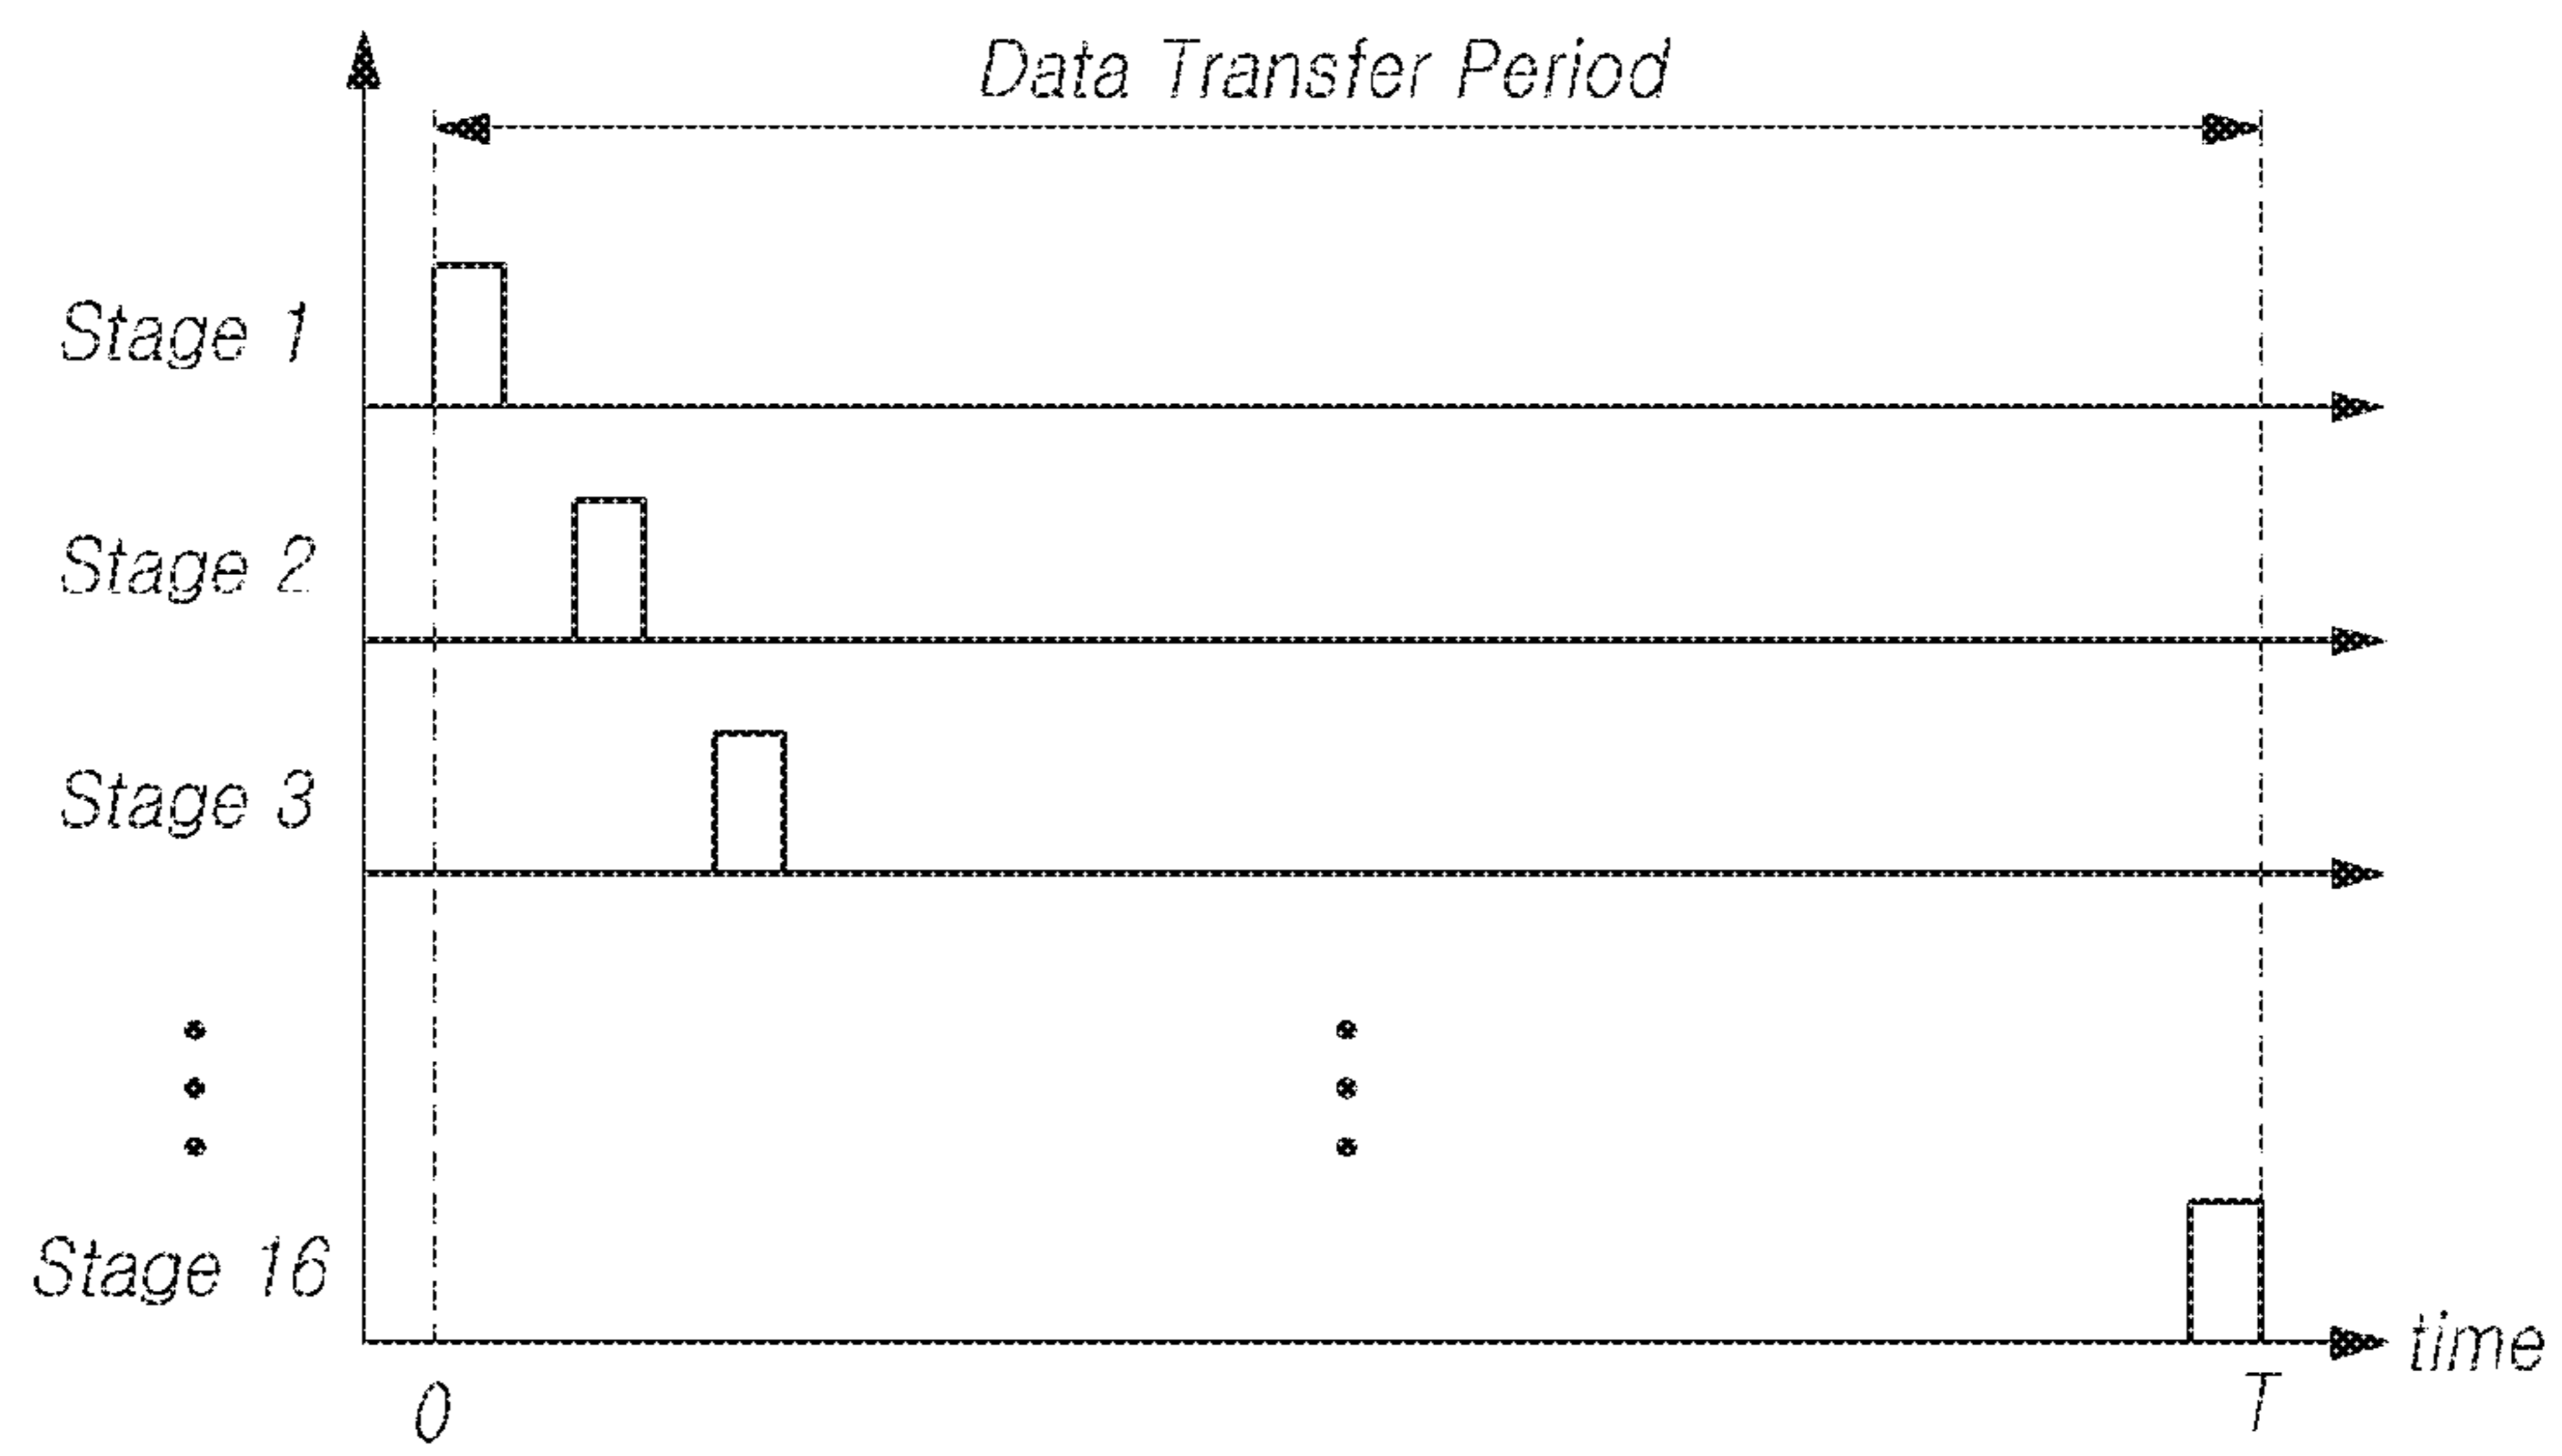 Data Transfer Period
Stage 1
Stage 2
Stage 3
Stage 16
time
0
T